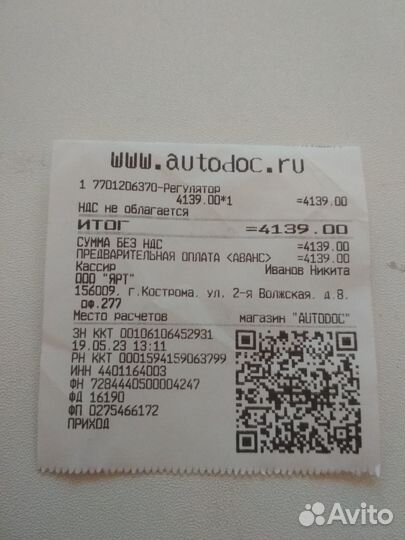 www.autodoc.ru
1 7701206370-Регулятор
4139.00*1 =4139.00
НДС не облагается
ИТОГ =4139.00
СУММА БЕЗ НДС =4139.00
ПРЕДВАРИТЕЛЬНАЯ ОПЛАТА <АВАНС> =4139.00
Кассир Иванов Никита
ООО "ЯРТ"
156009, г.Кострома, ул. 2-я Волжская, д.8,
оф.277
Место расчетов магазин "AUTODOC"
ЗН ККТ 00106106452931
19.05.23 13:11
РН ККТ 0001594159063799
ИНН 4401164003
ФН 7284440500004247
ФД 16190
ФП 0275466172
ПРИХОД
Avito